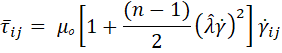 τ̄ᵢⱼ = μₒ [1 + (n − 1)/2 (λ̂γ̇)²] γ̇ᵢⱼ